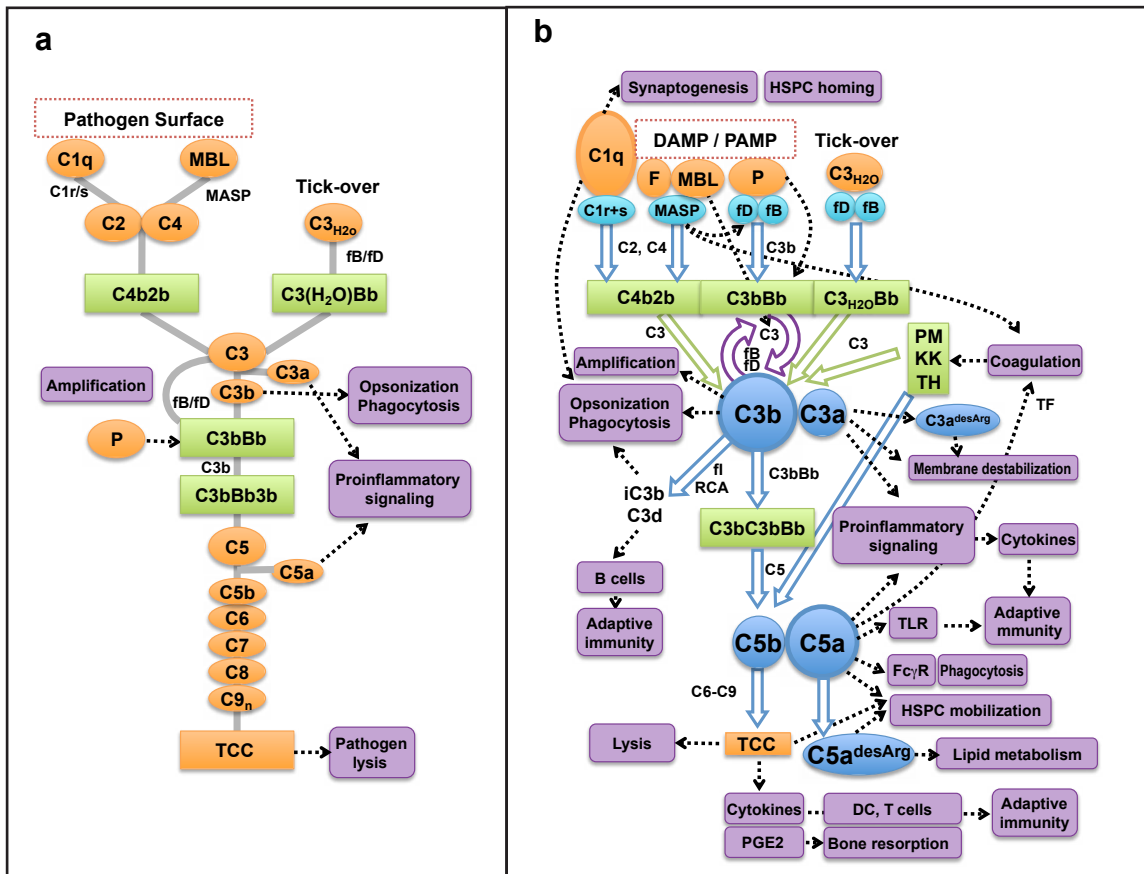 a
Pathogen Surface
C1q
MBL
C1r/s
MASP
Tick-over
C2
C4
C3H2o
fB/fD
C4b2b
C3(H2O)Bb
C3
C3a
Amplification
C3b
Opsonization
Phagocytosis
fB/fD
P
C3bBb
C3b
C3bBb3b
Proinflammatory
signaling
C5
C5a
C5b
C6
C7
C8
C9n
TCC
Pathogen
lysis
b
Synaptogenesis
HSPC homing
C1q
DAMP / PAMP
Tick-over
F
MBL
P
C3H2O
C1r+s
MASP
fD
fB
fD
fB
C2, C4
C3b
C4b2b
C3bBb
C3H2OBb
C3
C3
C3
PM
KK
TH
Coagulation
fB
fD
Amplification
Opsonization
Phagocytosis
C3b
C3a
C3adesArg
TF
Membrane destabilization
fI
RCA
C3bBb
iC3b
C3d
C3bC3bBb
Proinflammatory
signaling
Cytokines
C5
B cells
Adaptive
immunity
C5b
C5a
TLR
Adaptive
mmunity
FcγR
Phagocytosis
C6-C9
HSPC mobilization
Lysis
TCC
C5adesArg
Lipid metabolism
Cytokines
DC, T cells
Adaptive
immunity
PGE2
Bone resorption